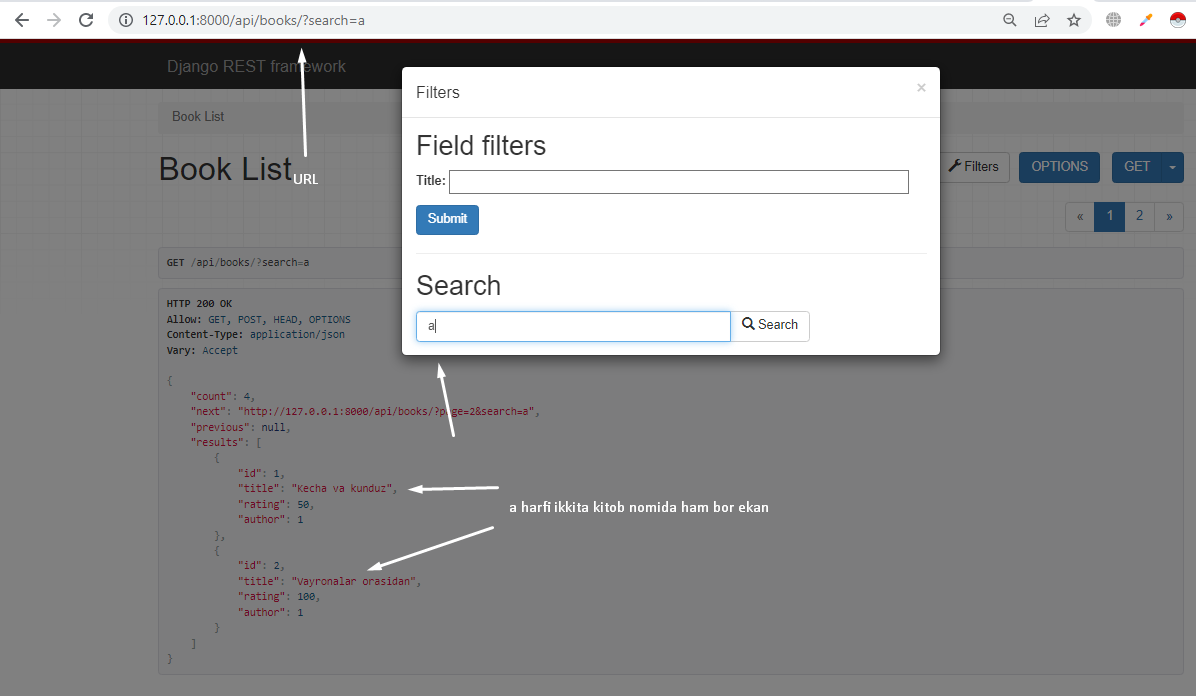 127.0.0.1:8000/api/books/?search=a
Django REST framework
Filters
×
Book List
Field filters
Book List
URL
Title:
Filters
OPTIONS
GET
Submit
« 1 2 »
GET /api/books/?search=a
Search
a
Search
HTTP 200 OK
Allow: GET, POST, HEAD, OPTIONS
Content-Type: application/json
Vary: Accept
{
"count": 4,
"next": "http://127.0.0.1:8000/api/books/?page=2&search=a",
"previous": null,
"results": [
{
"id": 1,
"title": "Kecha va kunduz",
"rating": 50,
"author": 1
},
a harfi ikkita kitob nomida ham bor ekan
{
"id": 2,
"title": "Vayronalar orasidan",
"rating": 100,
"author": 1
}
]
}